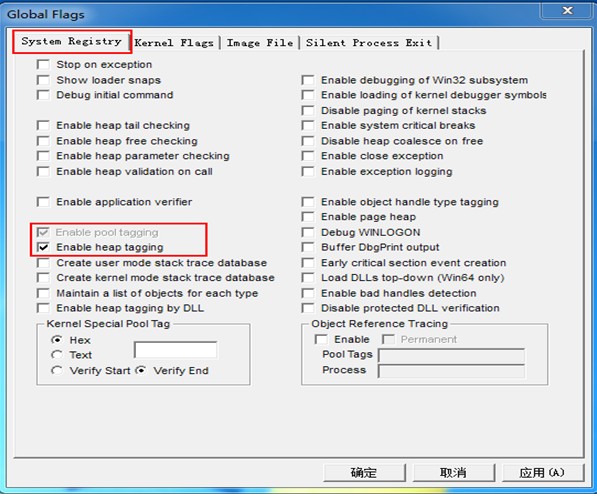 Global Flags
System Registry Kernel Flags Image File Silent Process Exit
Stop on exception
Show loader snaps
Debug initial command
Enable heap tail checking
Enable heap free checking
Enable heap parameter checking
Enable heap validation on call
Enable application verifier
Enable pool tagging
Enable heap tagging
Create user mode stack trace database
Create kernel mode stack trace database
Maintain a list of objects for each type
Enable heap tagging by DLL
Enable debugging of Win32 subsystem
Enable loading of kernel debugger symbols
Disable paging of kernel stacks
Enable system critical breaks
Disable heap coalesce on free
Enable close exception
Enable exception logging
Enable object handle type tagging
Enable page heap
Debug WINLOGON
Buffer DbgPrint output
Early critical section event creation
Load DLLs top-down (Win64 only)
Enable bad handles detection
Disable protected DLL verification
Kernel Special Pool Tag
Hex
Text
Verify Start Verify End
Object Reference Tracing
Enable Permanent
Pool Tags
Process
确定 取消 应用(A)